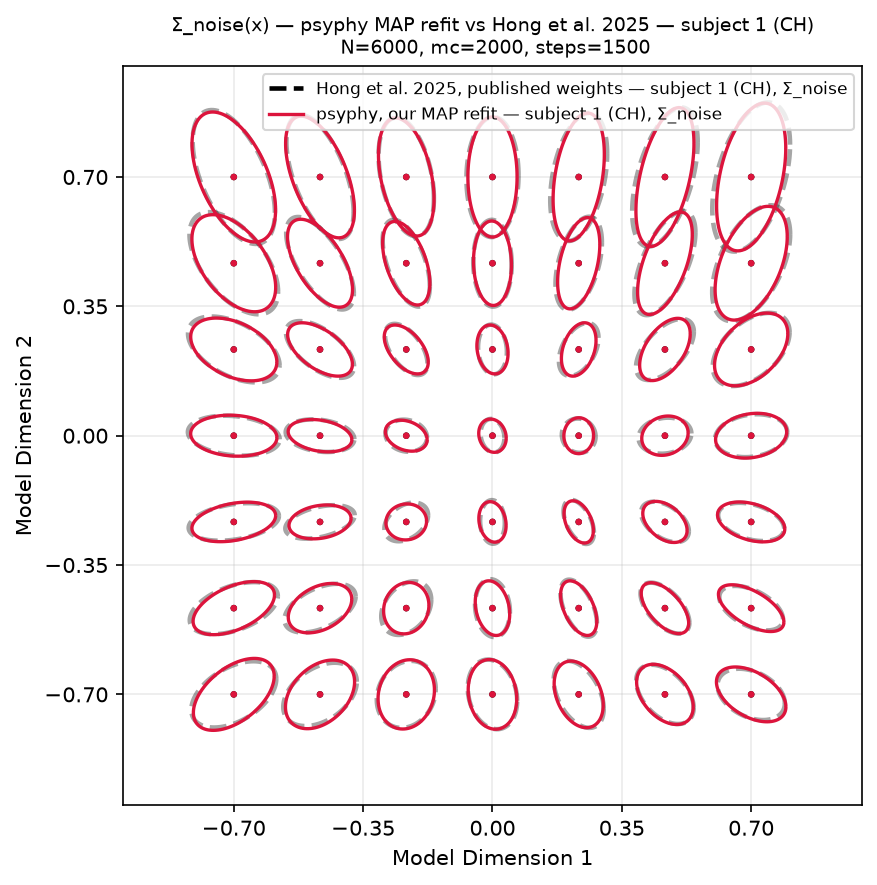 Σ_noise(x) — psyphy MAP refit vs Hong et al. 2025 — subject 1 (CH)
N=6000, mc=2000, steps=1500
Hong et al. 2025, published weights — subject 1 (CH), Σ_noise
psyphy, our MAP refit — subject 1 (CH), Σ_noise
0.70
0.35
0.00
−0.35
−0.70
Model Dimension 2
−0.70
−0.35
0.00
0.35
0.70
Model Dimension 1